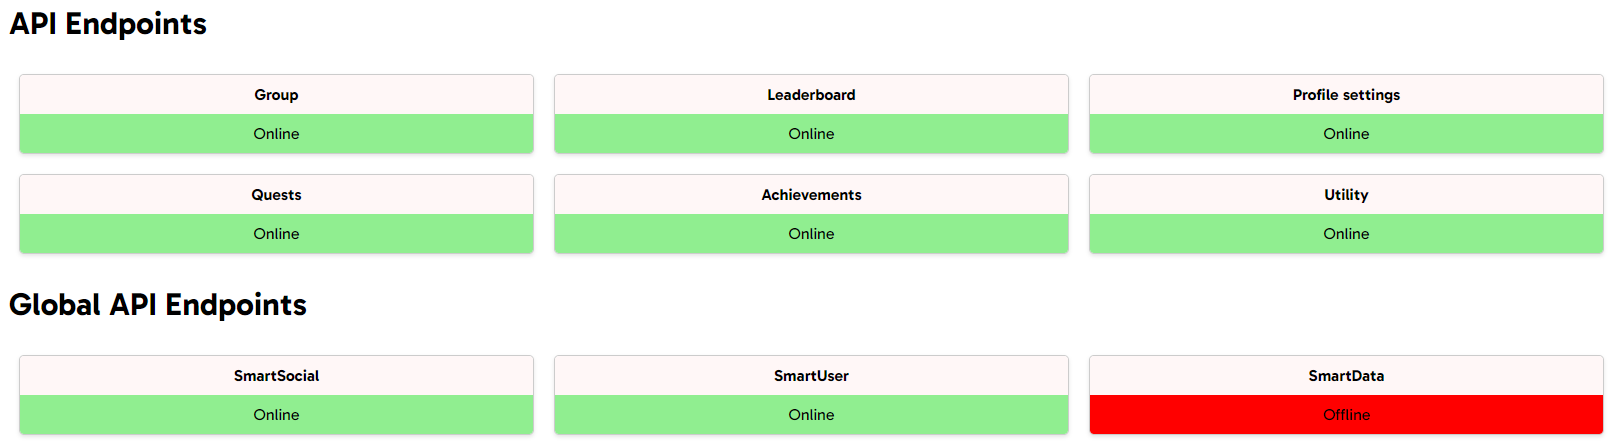 API Endpoints
Group
Leaderboard
Profile settings
Online
Online
Online
Quests
Achievements
Utility
Online
Online
Online
Global API Endpoints
SmartSocial
SmartUser
SmartData
Online
Online
Offline